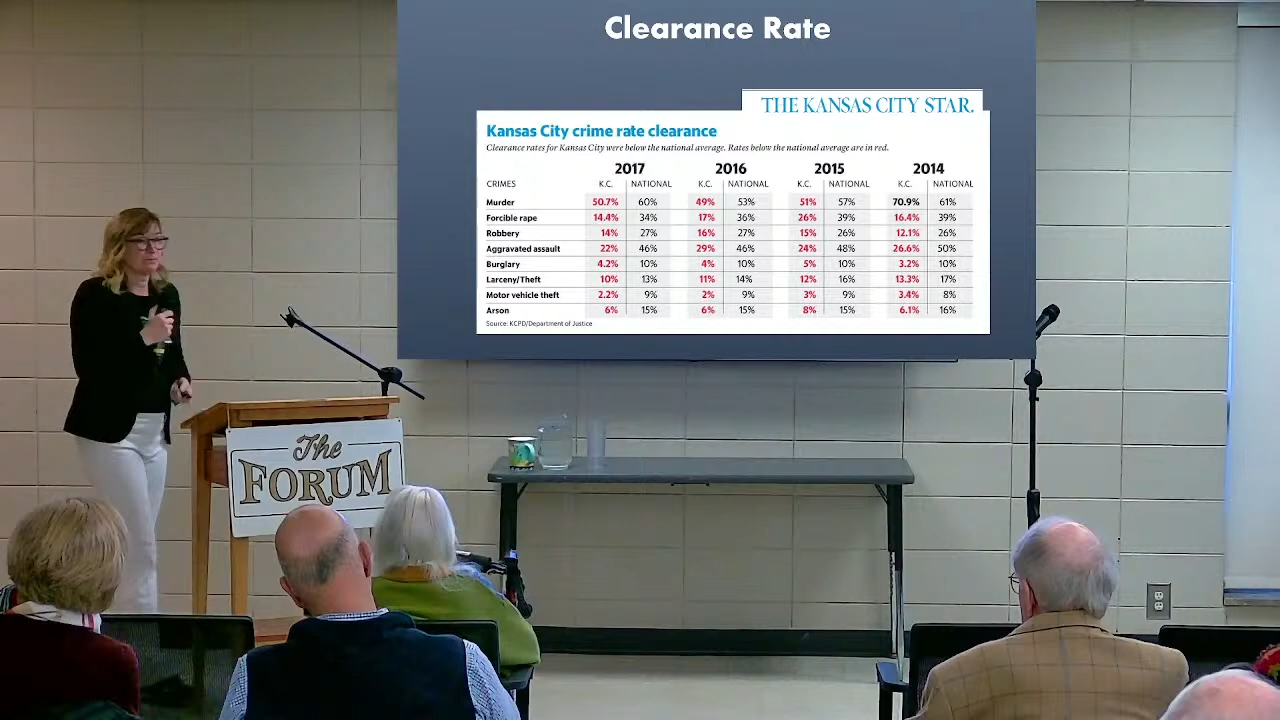 Clearance Rate
THE KANSAS CITY STAR.
Kansas City crime rate clearance
Clearance rates for Kansas City were below the national average. Rates below the national average are in red.
2017 2016 2015 2014
CRIMES K.C. NATIONAL K.C. NATIONAL K.C. NATIONAL K.C. NATIONAL
Murder 50.7% 60% 49% 53% 51% 57% 70.9% 61%
Forcible rape 14.4% 34% 17% 36% 26% 39% 16.4% 39%
Robbery 14% 27% 16% 27% 15% 26% 12.1% 26%
Aggravated assault 22% 46% 29% 46% 24% 48% 26.6% 50%
Burglary 4.2% 10% 4% 10% 5% 10% 3.2% 10%
Larceny/Theft 10% 13% 11% 14% 12% 16% 13.3% 17%
Motor vehicle theft 2.2% 9% 2% 9% 3% 9% 3.4% 8%
Arson 6% 15% 6% 15% 8% 15% 6.1% 16%
Source: KCPD/Department of Justice
The
FORUM